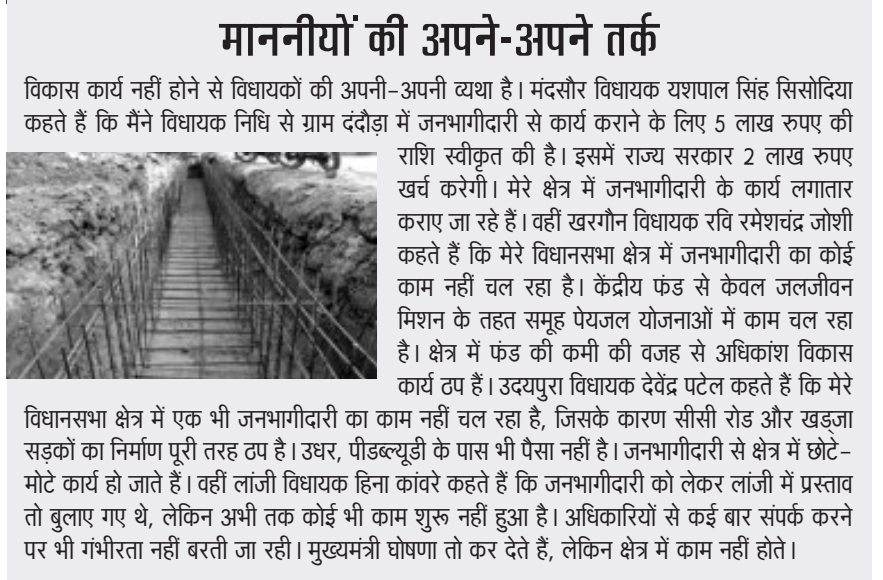 माननीयों की अपने-अपने तर्क
विकास कार्य नहीं होने से विधायकों की अपनी-अपनी व्यथा है। मंदसौर विधायक यशपाल सिंह सिसोदिया
कहते हैं कि मैंने विधायक निधि से ग्राम दंदौड़ा में जनभागीदारी से कार्य कराने के लिए 5 लाख रुपए की
राशि स्वीकृत की है। इसमें राज्य सरकार 2 लाख रुपए
खर्च करेगी। मेरे क्षेत्र में जनभागीदारी के कार्य लगातार
कराए जा रहे हैं। वहीं खरगौन विधायक रवि रमेशचंद्र जोशी
कहते हैं कि मेरे विधानसभा क्षेत्र में जनभागीदारी का कोई
काम नहीं चल रहा है। केंद्रीय फंड से केवल जलजीवन
मिशन के तहत समूह पेयजल योजनाओं में काम चल रहा
है। क्षेत्र में फंड की कमी की वजह से अधिकांश विकास
कार्य ठप हैं। उदयपुरा विधायक देवेंद्र पटेल कहते हैं कि मेरे
विधानसभा क्षेत्र में एक भी जनभागीदारी का काम नहीं चल रहा है, जिसके कारण सीसी रोड और खड़ंजा
सड़कों का निर्माण पूरी तरह ठप है। उधर, पीडब्ल्यूडी के पास भी पैसा नहीं है। जनभागीदारी से क्षेत्र में छोटे-
मोटे कार्य हो जाते हैं। वहीं लांजी विधायक हिना कांवरे कहते हैं कि जनभागीदारी को लेकर लांजी में प्रस्ताव
तो बुलाए गए थे, लेकिन अभी तक कोई भी काम शुरू नहीं हुआ है। अधिकारियों से कई बार संपर्क करने
पर भी गंभीरता नहीं बरती जा रही। मुख्यमंत्री घोषणा तो कर देते हैं, लेकिन क्षेत्र में काम नहीं होते।